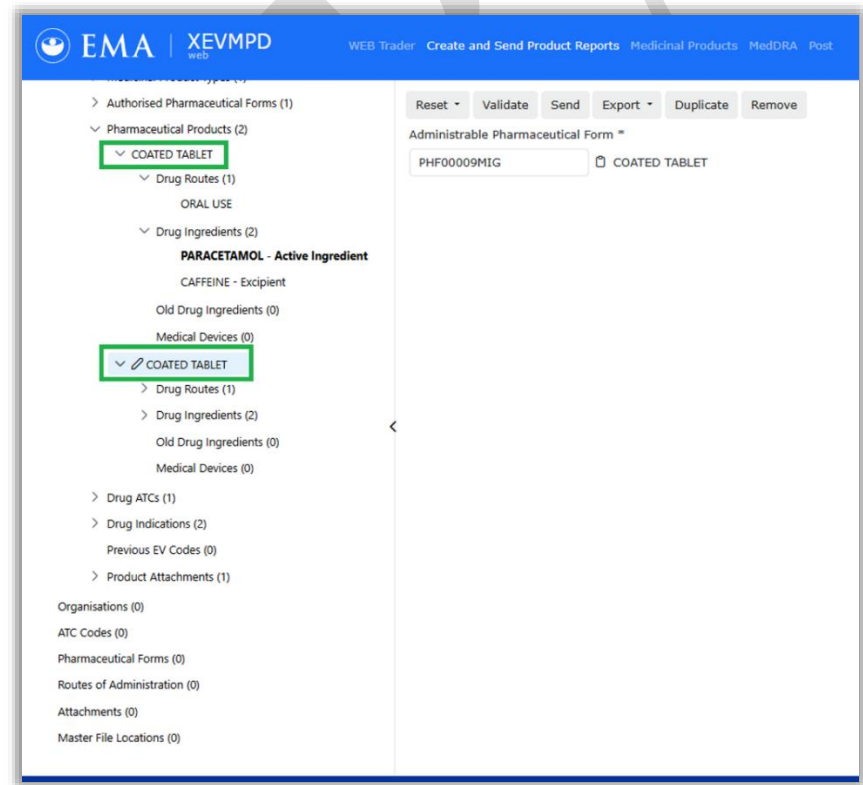 EMA | XEVMPD
web
WEB Trader Create and Send Product Reports Medicinal Products MedDRA Post
Authorised Pharmaceutical Forms (1)
Pharmaceutical Products (2)
COATED TABLET
Drug Routes (1)
ORAL USE
Drug Ingredients (2)
PARACETAMOL - Active Ingredient
CAFFEINE - Excipient
Old Drug Ingredients (0)
Medical Devices (0)
COATED TABLET
Drug Routes (1)
Drug Ingredients (2)
Old Drug Ingredients (0)
Medical Devices (0)
Drug ATCs (1)
Drug Indications (2)
Previous EV Codes (0)
Product Attachments (1)
Organisations (0)
ATC Codes (0)
Pharmaceutical Forms (0)
Routes of Administration (0)
Attachments (0)
Master File Locations (0)
Reset Validate Send Export Duplicate Remove
Administrable Pharmaceutical Form *
PHF00009MIG COATED TABLET